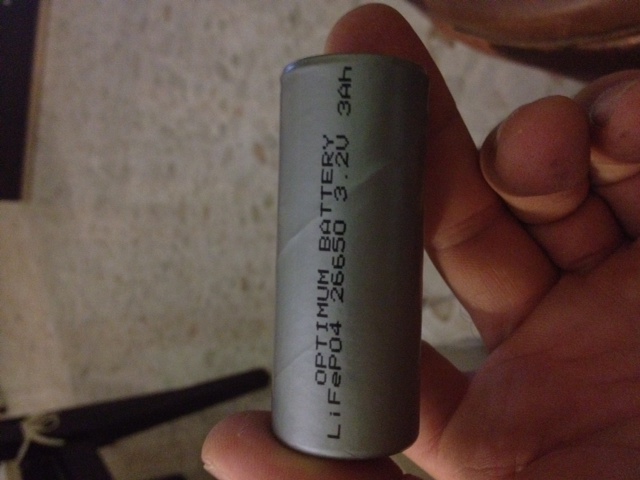 OPTIMUM BATTERY
LiFePO4 26650 3.2V 3Ah